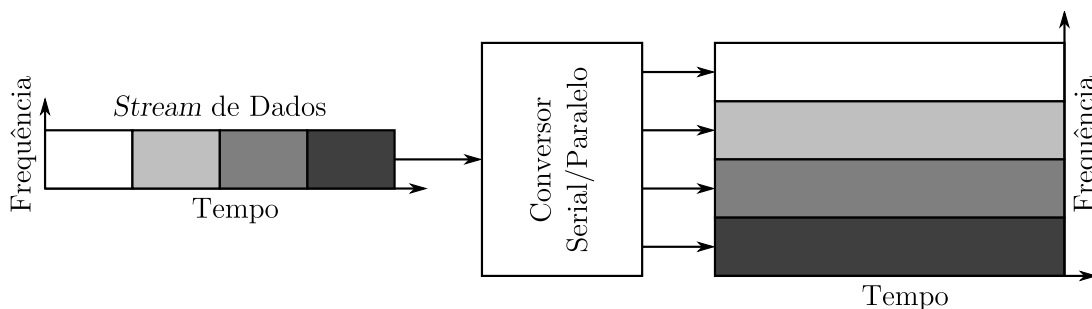 Stream de Dados
Frequência
Tempo
Conversor
Serial/Paralelo
Frequência
Tempo